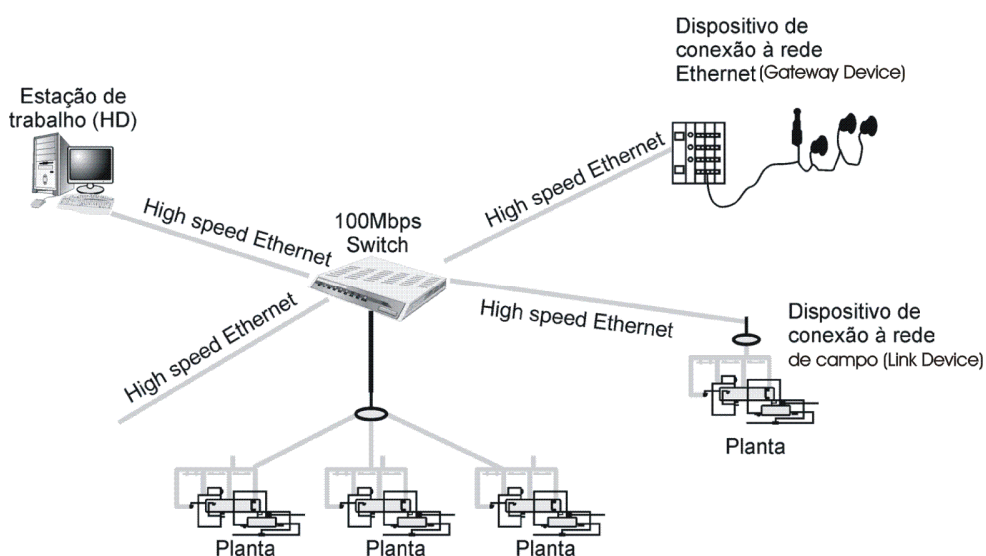 Dispositivo de
conexão à rede
Ethernet (Gateway Device)
Estação de
trabalho (HD)
High speed Ethernet
High speed Ethernet
100Mbps
Switch
High speed Ethernet
High speed Ethernet
Dispositivo de
conexão à rede
de campo (Link Device)
Planta
Planta
Planta
Planta